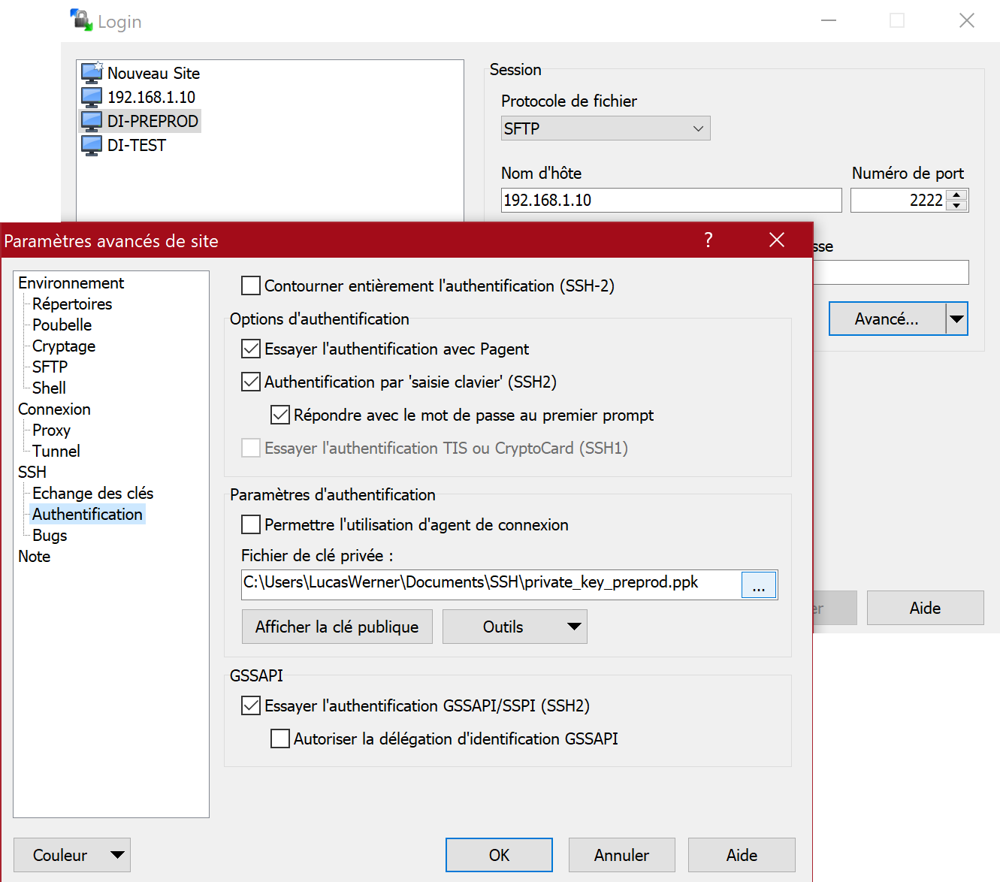 Login
Nouveau Site
192.168.1.10
DI-PREPROD
DI-TEST
Session
Protocole de fichier
SFTP
Nom d'hôte
Numéro de port
192.168.1.10
2222
sse
Avancé...
er
Aide
Paramètres avancés de site
?
Environnement
Répertoires
Poubelle
Cryptage
SFTP
Shell
Connexion
Proxy
Tunnel
SSH
Echange des clés
Authentification
Bugs
Note
Contourner entièrement l'authentification (SSH-2)
Options d'authentification
Essayer l'authentification avec Pagent
Authentification par 'saisie clavier' (SSH2)
Répondre avec le mot de passe au premier prompt
Essayer l'authentification TIS ou CryptoCard (SSH1)
Paramètres d'authentification
Permettre l'utilisation d'agent de connexion
Fichier de clé privée :
C:\Users\LucasWerner\Documents\SSH\private_key_preprod.ppk
...
Afficher la clé publique
Outils
GSSAPI
Essayer l'authentification GSSAPI/SSPI (SSH2)
Autoriser la délégation d'identification GSSAPI
Couleur
OK
Annuler
Aide